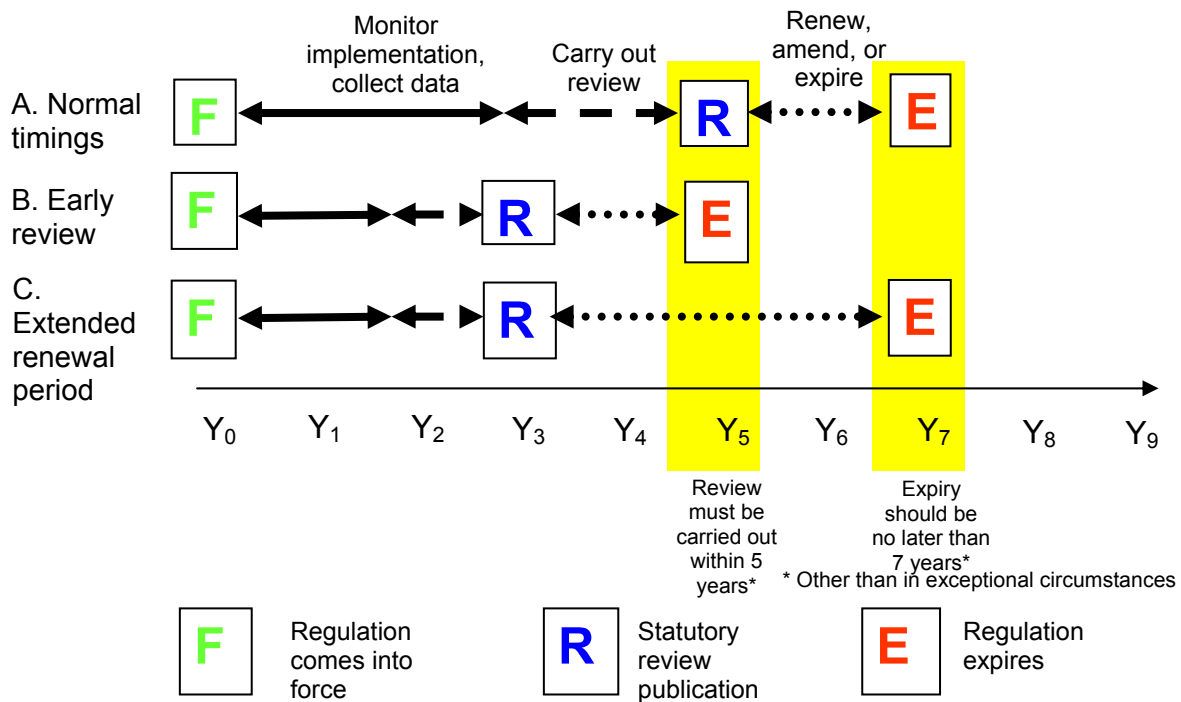 Monitor
implementation,
collect data
Carry out
review
Renew,
amend, or
expire
A. Normal
timings
F
R
E
B. Early
review
F
R
E
C.
Extended
renewal
period
F
R
E
Y0 Y1 Y2 Y3 Y4 Y5 Y6 Y7 Y8 Y9
Review
must be
carried out
within 5
years*
Expiry
should be
no later than
7 years*
* Other than in exceptional circumstances
F
Regulation
comes into
force
R
Statutory
review
publication
E
Regulation
expires